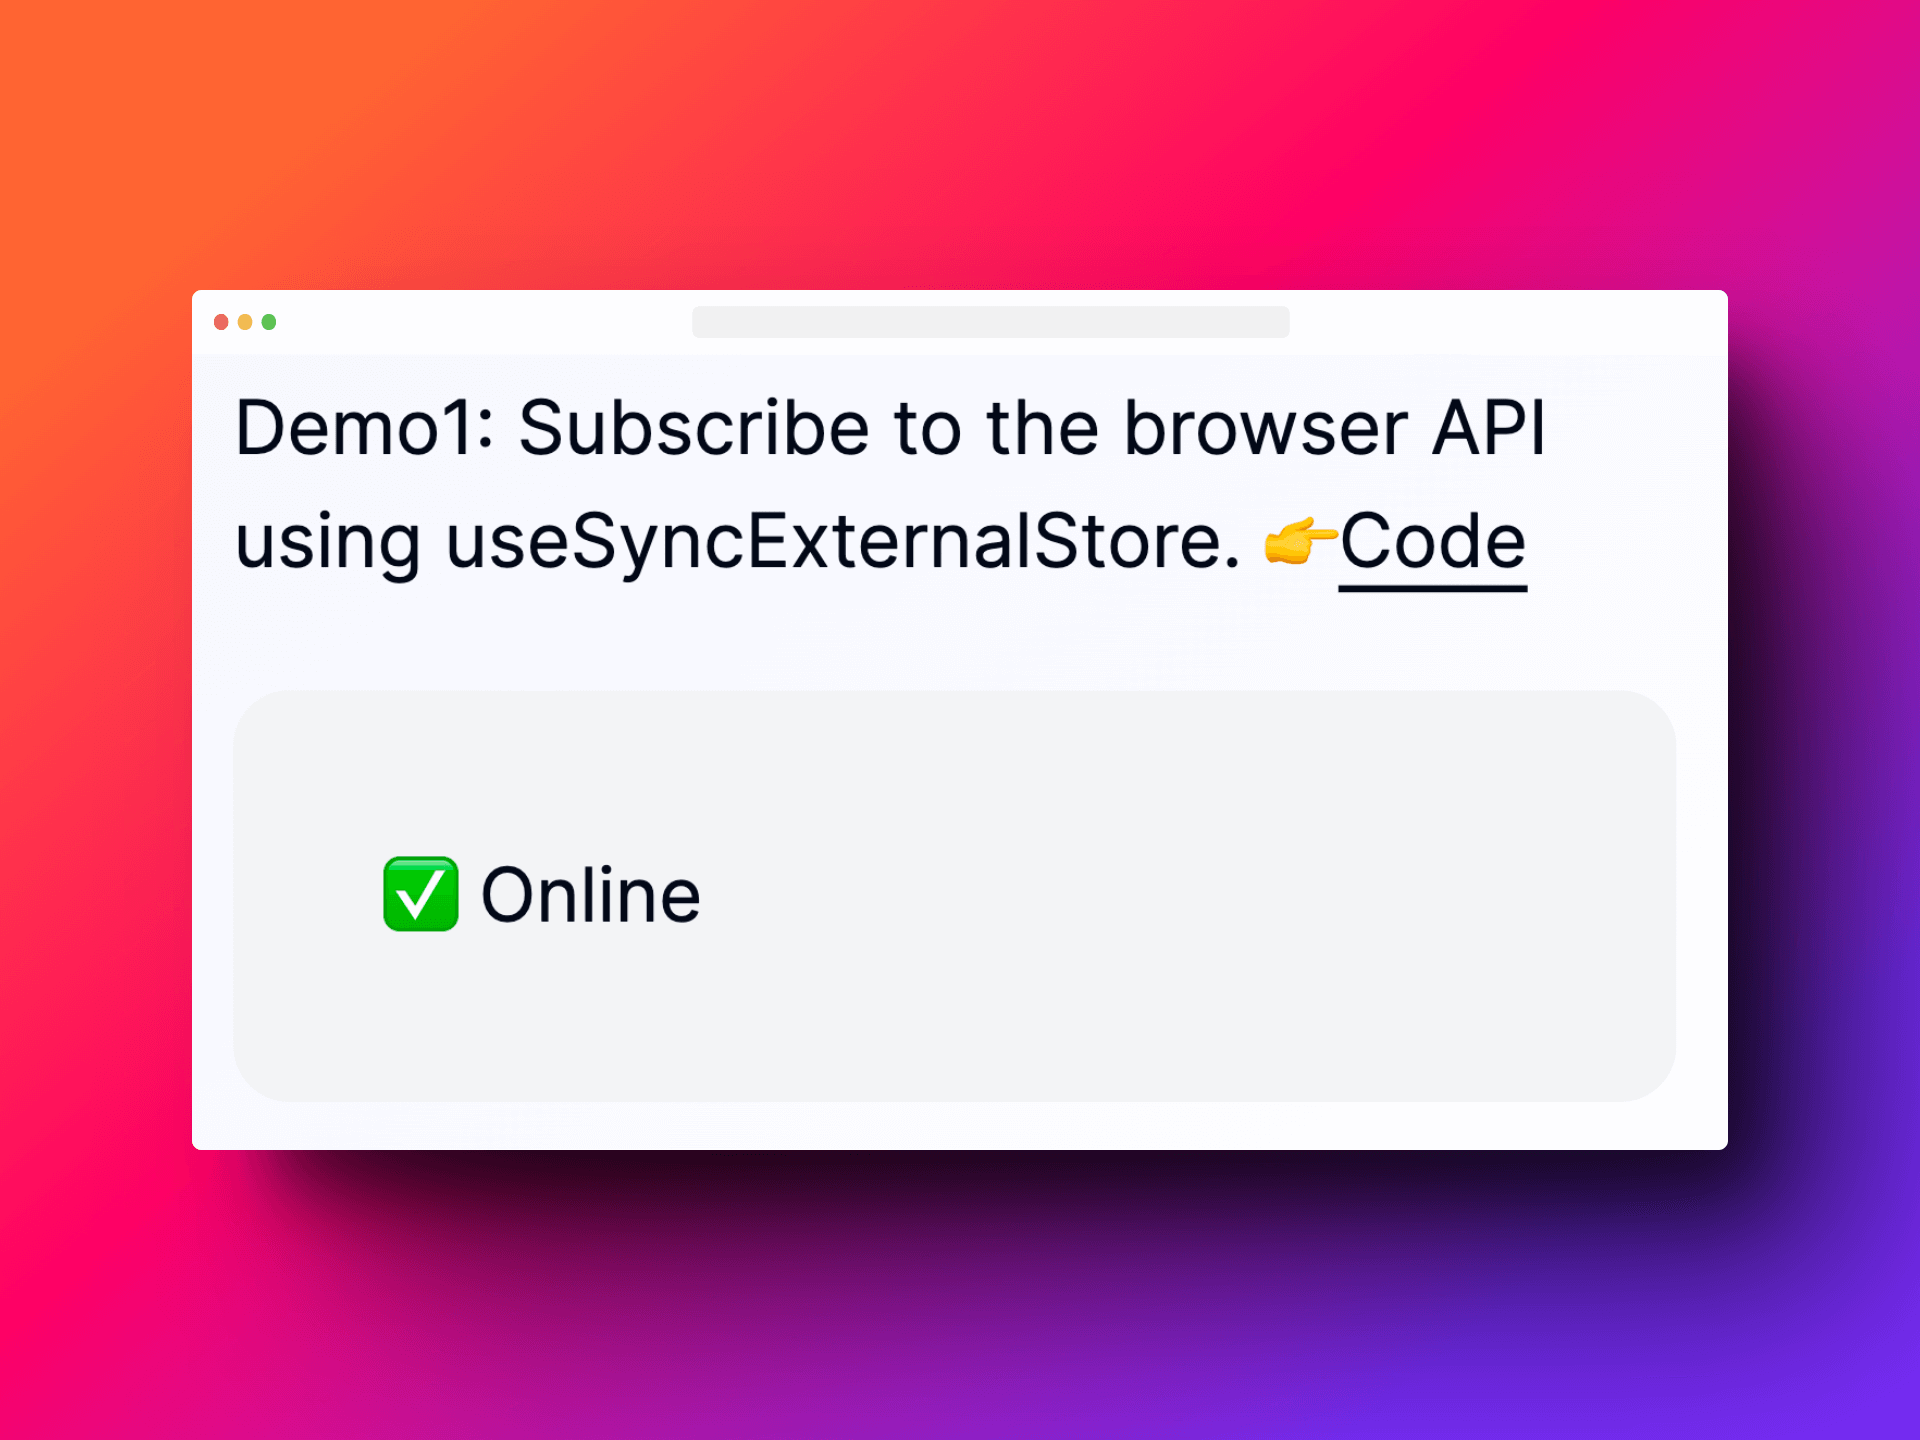 Demo1: Subscribe to the browser API
using useSyncExternalStore. 👉Code
✅ Online